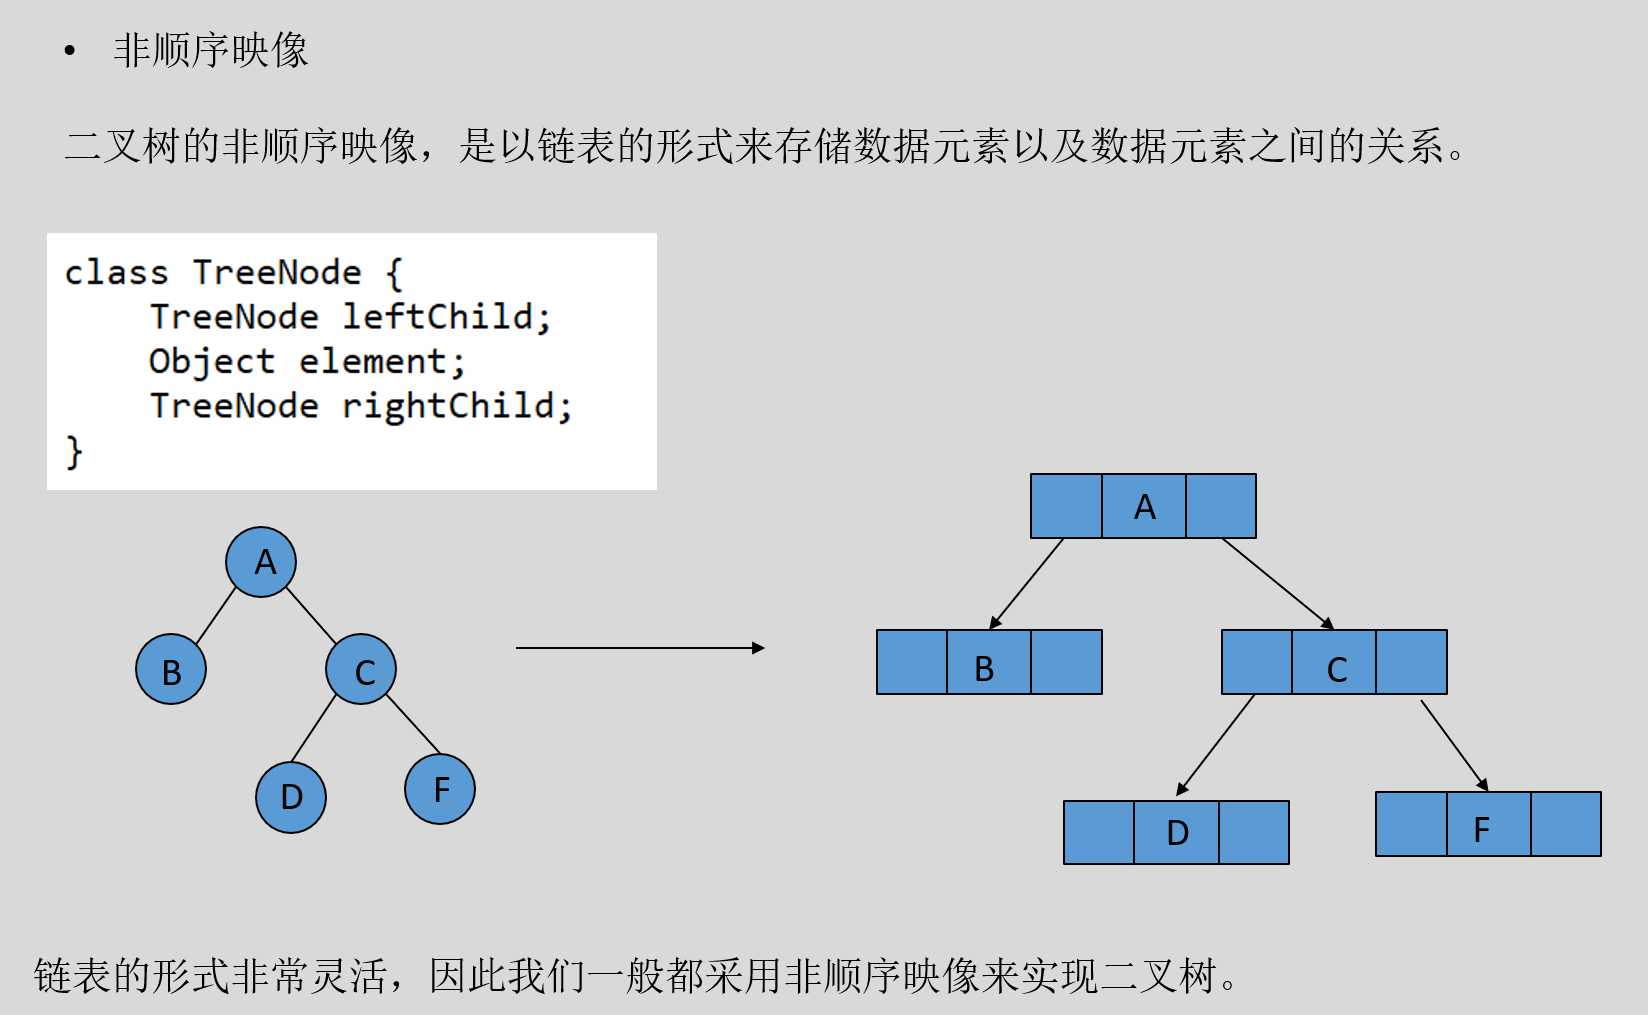 • 非顺序映像
二叉树的非顺序映像，是以链表的形式来存储数据元素以及数据元素之间的关系。
class TreeNode {
    TreeNode leftChild;
    Object element;
    TreeNode rightChild;
}
A
B
C
D
F
A
B
C
D
F
链表的形式非常灵活，因此我们一般都采用非顺序映像来实现二叉树。